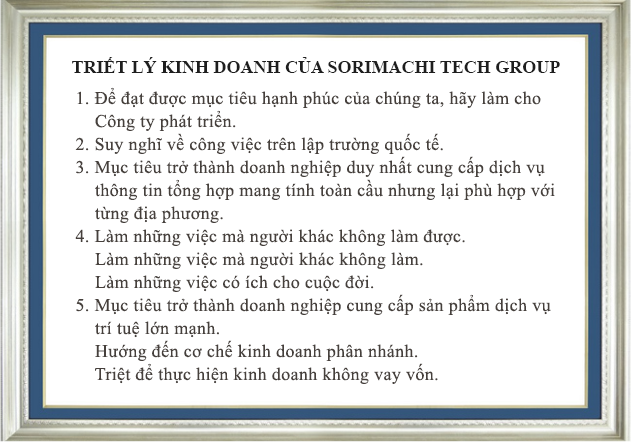 TRIẾT LÝ KINH DOANH CỦA SORIMACHI TECH GROUP
1. Để đạt được mục tiêu hạnh phúc của chúng ta, hãy làm cho
Công ty phát triển.
2. Suy nghĩ về công việc trên lập trường quốc tế.
3. Mục tiêu trở thành doanh nghiệp duy nhất cung cấp dịch vụ
thông tin tổng hợp mang tính toàn cầu nhưng lại phù hợp với
từng địa phương.
4. Làm những việc mà người khác không làm được.
Làm những việc mà người khác không làm.
Làm những việc có ích cho cuộc đời.
5. Mục tiêu trở thành doanh nghiệp cung cấp sản phẩm dịch vụ
trí tuệ lớn mạnh.
Hướng đến cơ chế kinh doanh phân nhánh.
Triệt để thực hiện kinh doanh không vay vốn.